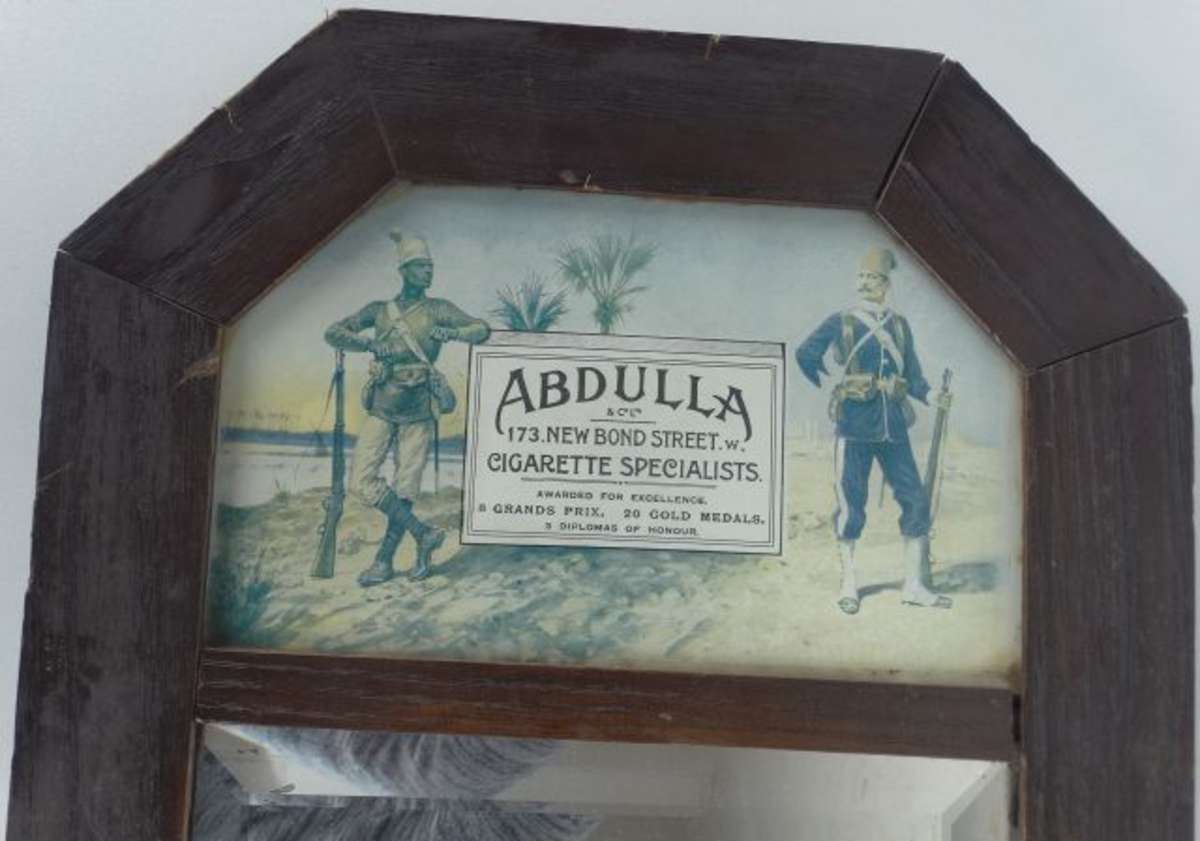 ABDULLA
& CO LD
173. NEW BOND STREET. W.
CIGARETTE SPECIALISTS.
AWARDED FOR EXCELLENCE.
8 GRANDS PRIX. 20 GOLD MEDALS.
3 DIPLOMAS OF HONOUR.